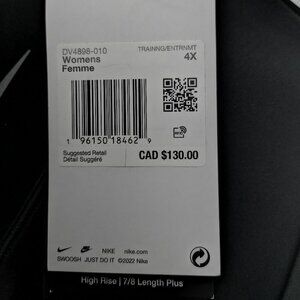 DV4898-010 TRAINING/ENTRNMT
Womens 4X
Femme
1 96150 18462 9
Suggested Retail
Détail Suggéré CAD $130.00
NIKE nike.com
SWOOSH JUST DO IT ©2022 Nike
High Rise | 7/8 Length Plus